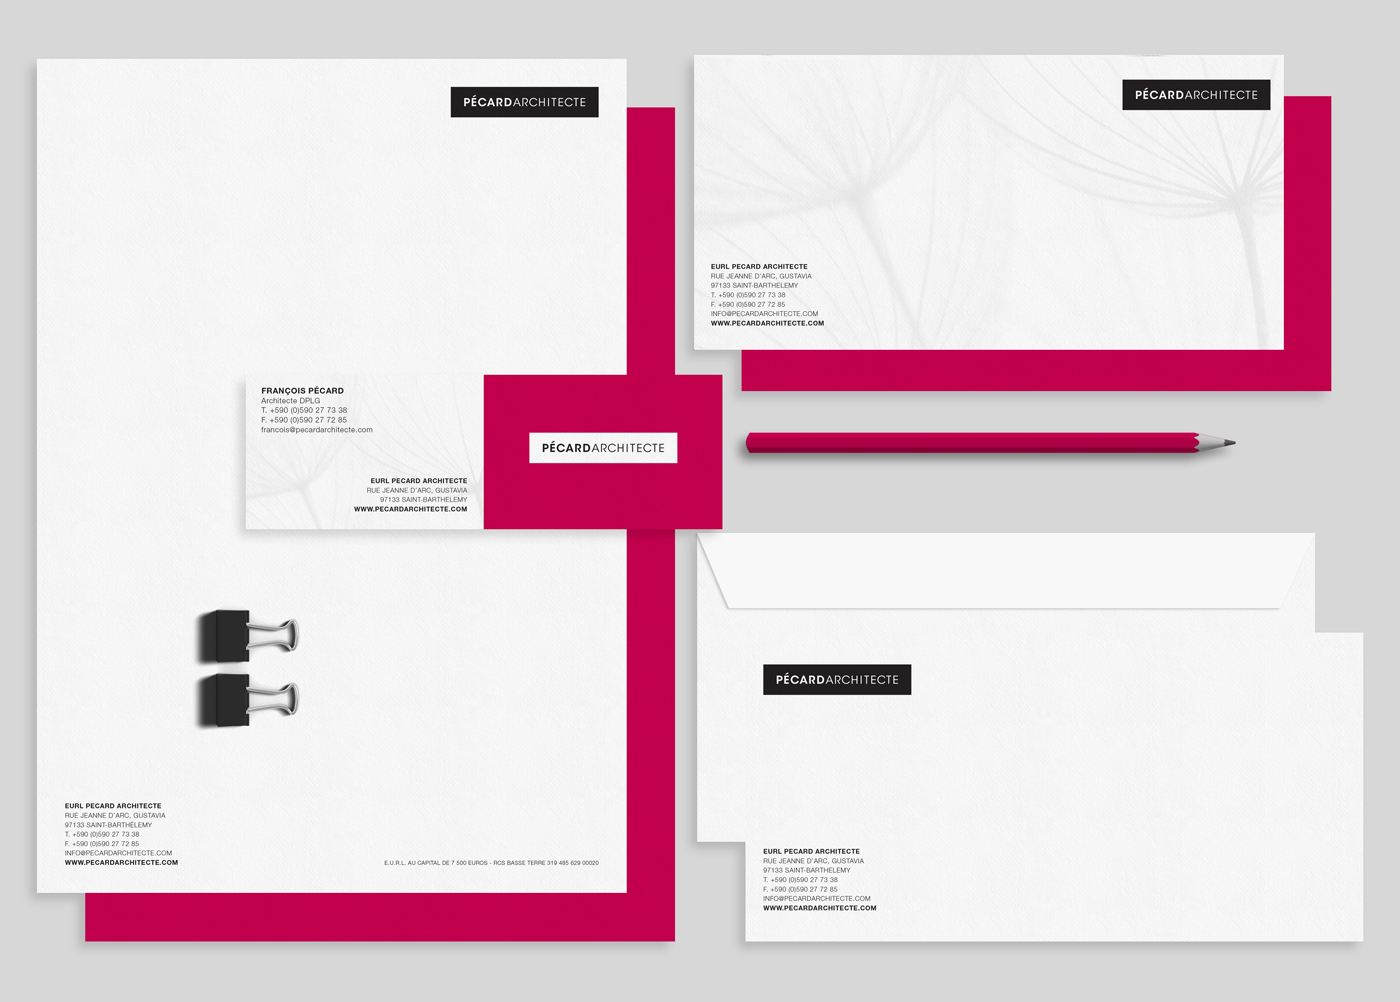 PÉCARDARCHITECTE
EURL PECARD ARCHITECTE
RUE JEANNE D'ARC, GUSTAVIA
97133 SAINT-BARTHÉLEMY
T. +590 (0)590 27 73 38
F. +590 (0)590 27 72 85
INFO@PECARDARCHITECTE.COM
WWW.PECARDARCHITECTE.COM
E.U.R.L. AU CAPITAL DE 7 500 EUROS - RCS BASSE TERRE 319 485 629 00020
FRANÇOIS PÉCARD
Architecte DPLG
T. +590 (0)590 27 73 38
F. +590 (0)590 27 72 85
francois@pecardarchitecte.com
EURL PECARD ARCHITECTE
RUE JEANNE D'ARC, GUSTAVIA
97133 SAINT-BARTHELEMY
WWW.PECARDARCHITECTE.COM
PÉCARDARCHITECTE
PÉCARDARCHITECTE
EURL PECARD ARCHITECTE
RUE JEANNE D'ARC, GUSTAVIA
97133 SAINT-BARTHELEMY
T. +590 (0)590 27 73 38
F. +590 (0)590 27 72 85
INFO@PECARDARCHITECTE.COM
WWW.PECARDARCHITECTE.COM
PÉCARDARCHITECTE
EURL PECARD ARCHITECTE
RUE JEANNE D'ARC, GUSTAVIA
97133 SAINT-BARTHELEMY
T. +590 (0)590 27 73 38
F. +590 (0)590 27 72 85
INFO@PECARDARCHITECTE.COM
WWW.PECARDARCHITECTE.COM